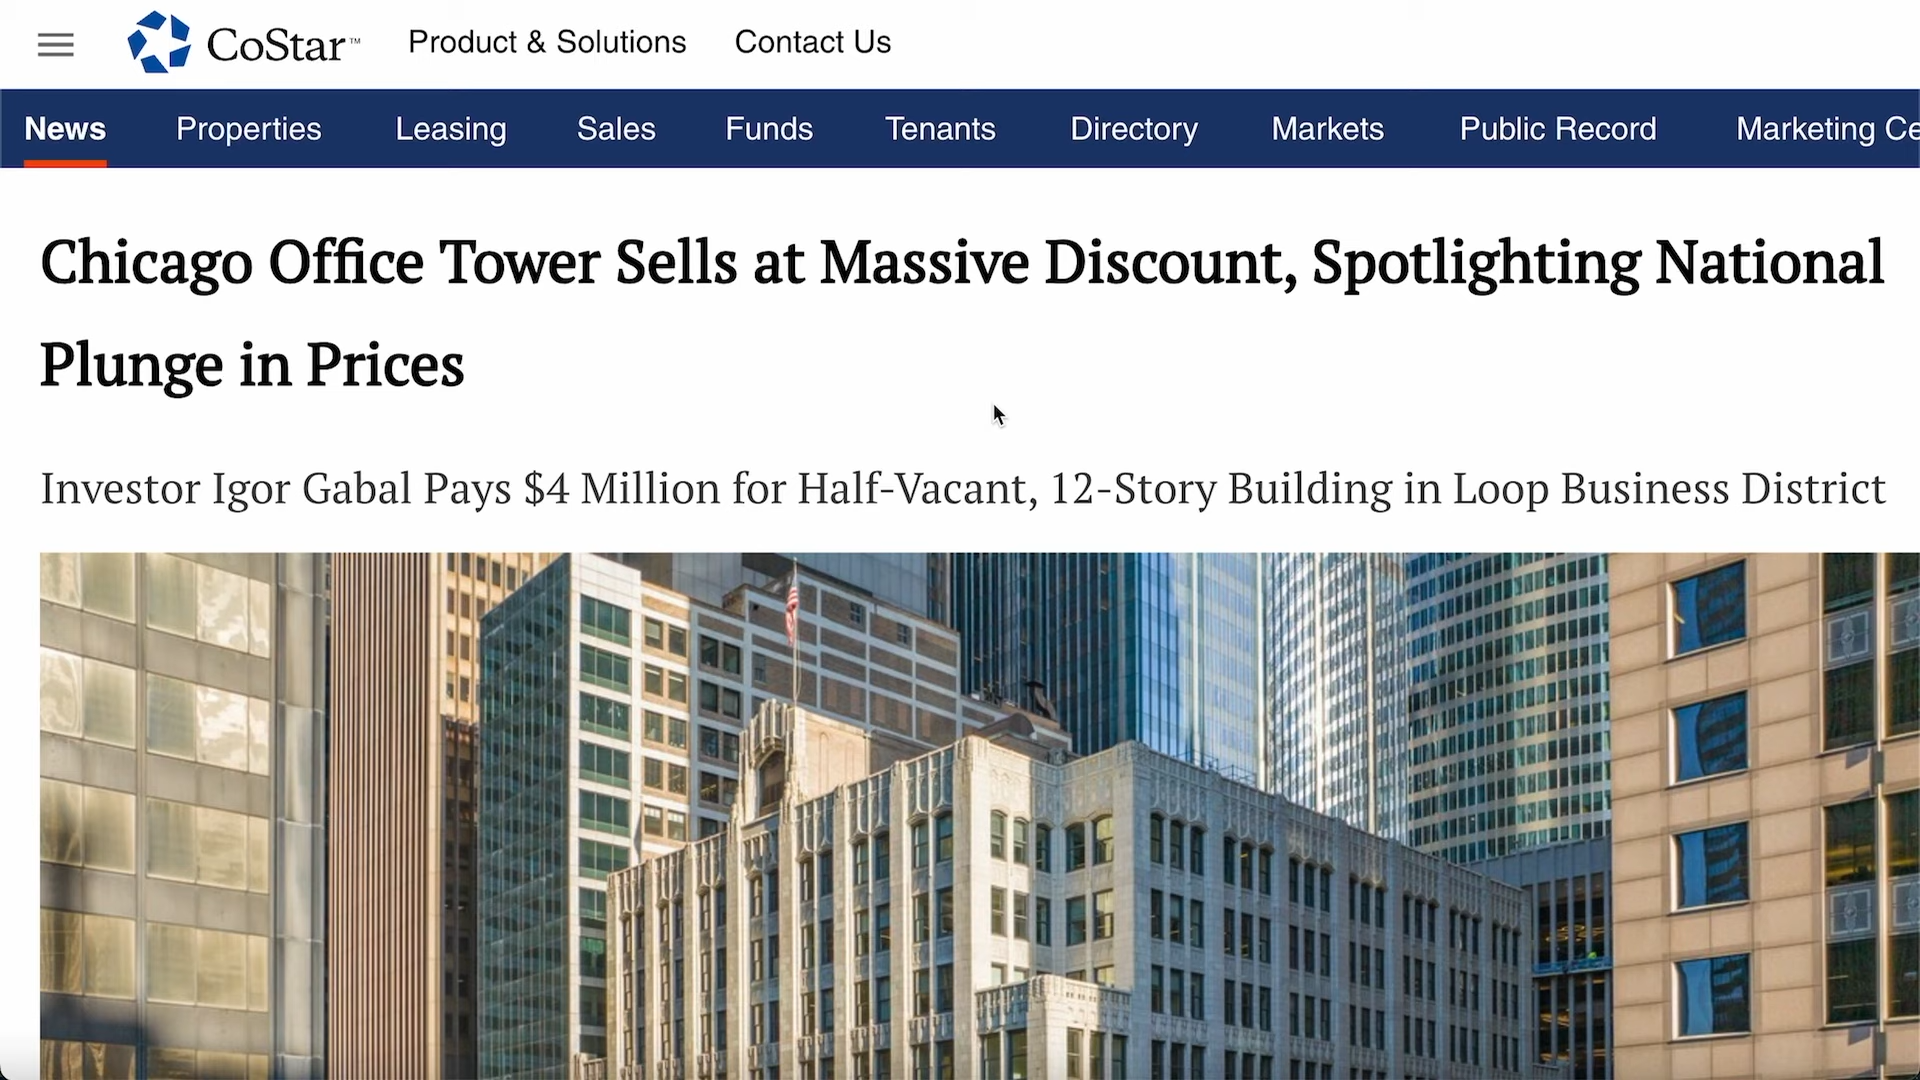 CoStar™ Product & Solutions Contact Us
News Properties Leasing Sales Funds Tenants Directory Markets Public Record Marketing Ce
Chicago Office Tower Sells at Massive Discount, Spotlighting National
Plunge in Prices
Investor Igor Gabal Pays $4 Million for Half-Vacant, 12-Story Building in Loop Business District